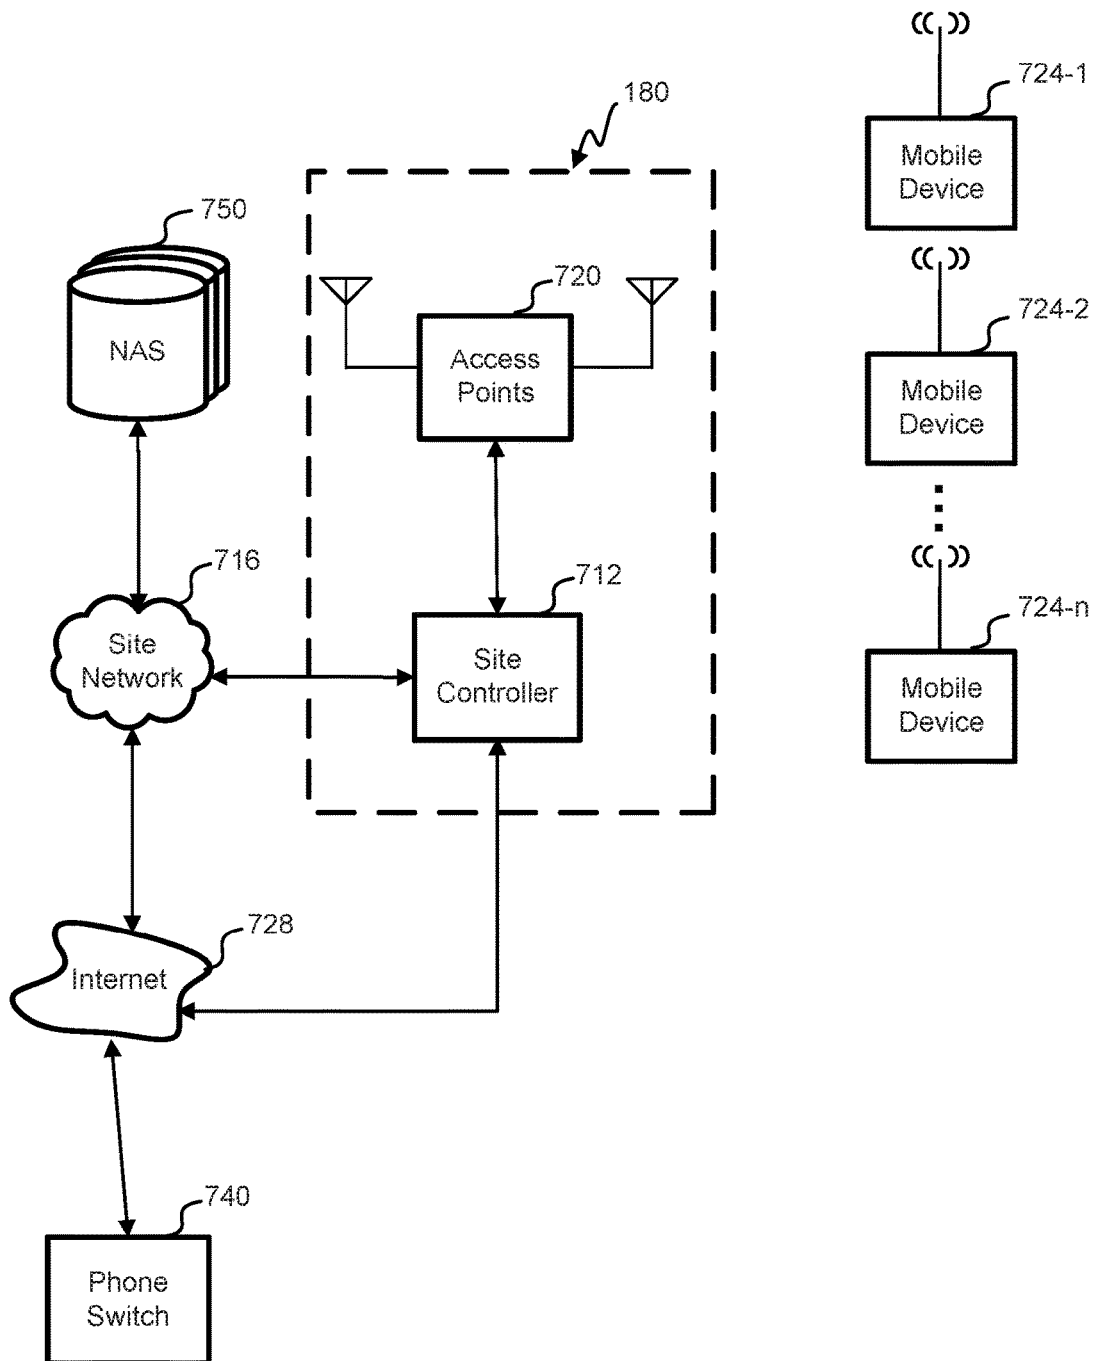 724-1
Mobile
Device
180
750
NAS
720
Access
Points
724-2
Mobile
Device
716
Site
Network
712
Site
Controller
724-n
Mobile
Device
728
Internet
740
Phone
Switch